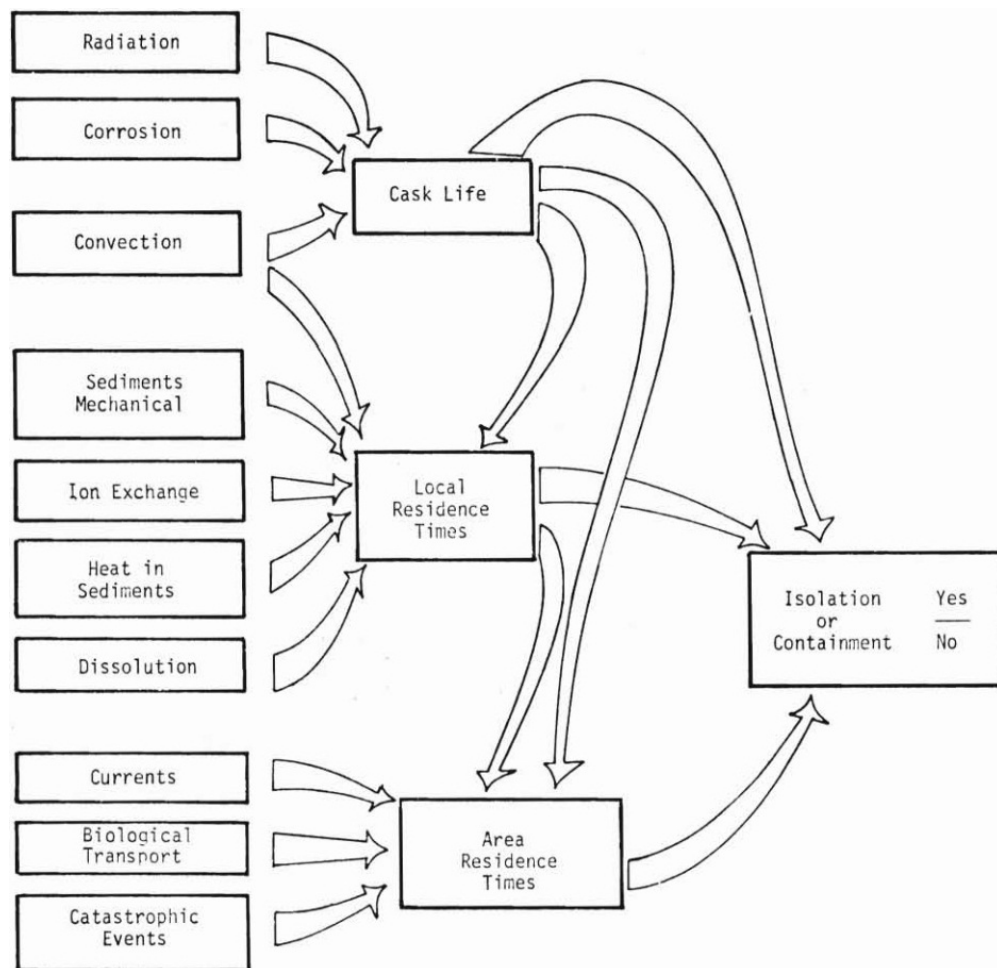 Radiation
Corrosion
Convection
Sediments
Mechanical
Ion Exchange
Heat in
Sediments
Dissolution
Currents
Biological
Transport
Catastrophic
Events
Cask Life
Local
Residence
Times
Area
Residence
Times
Isolation
or
Containment
Yes
No